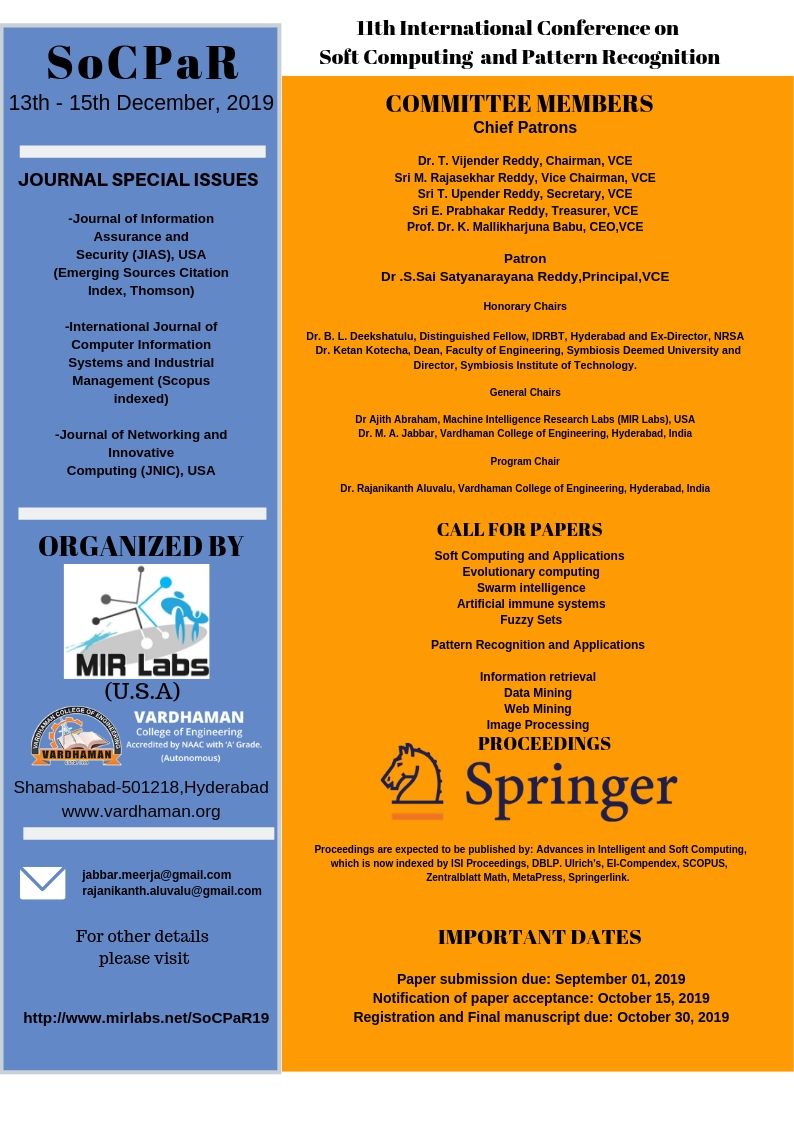 11th International Conference on
Soft Computing and Pattern Recognition
SoCPaR
13th - 15th December, 2019
JOURNAL SPECIAL ISSUES
-Journal of Information
Assurance and
Security (JIAS), USA
(Emerging Sources Citation
Index, Thomson)
-International Journal of
Computer Information
Systems and Industrial
Management (Scopus
indexed)
-Journal of Networking and
Innovative
Computing (JNIC), USA
ORGANIZED BY
MIR Labs
(U.S.A)
VARDHAMAN COLLEGE OF ENGINEERING
VARDHAMAN
VARDHAMAN
College of Engineering
Accredited by NAAC with 'A' Grade.
(Autonomous)
Shamshabad-501218,Hyderabad
www.vardhaman.org
jabbar.meerja@gmail.com
rajanikanth.aluvalu@gmail.com
For other details
please visit
http://www.mirlabs.net/SoCPaR19
COMMITTEE MEMBERS
Chief Patrons
Dr. T. Vijender Reddy, Chairman, VCE
Sri M. Rajasekhar Reddy, Vice Chairman, VCE
Sri T. Upender Reddy, Secretary, VCE
Sri E. Prabhakar Reddy, Treasurer, VCE
Prof. Dr. K. Mallikharjuna Babu, CEO,VCE
Patron
Dr .S.Sai Satyanarayana Reddy,Principal,VCE
Honorary Chairs
Dr. B. L. Deekshatulu, Distinguished Fellow, IDRBT, Hyderabad and Ex-Director, NRSA
Dr. Ketan Kotecha, Dean, Faculty of Engineering, Symbiosis Deemed University and
Director, Symbiosis Institute of Technology.
General Chairs
Dr Ajith Abraham, Machine Intelligence Research Labs (MIR Labs), USA
Dr. M. A. Jabbar, Vardhaman College of Engineering, Hyderabad, India
Program Chair
Dr. Rajanikanth Aluvalu, Vardhaman College of Engineering, Hyderabad, India
CALL FOR PAPERS
Soft Computing and Applications
Evolutionary computing
Swarm intelligence
Artificial immune systems
Fuzzy Sets
Pattern Recognition and Applications
Information retrieval
Data Mining
Web Mining
Image Processing
PROCEEDINGS
Springer
Proceedings are expected to be published by: Advances in Intelligent and Soft Computing,
which is now indexed by ISI Proceedings, DBLP. Ulrich's, EI-Compendex, SCOPUS,
Zentralblatt Math, MetaPress, Springerlink.
IMPORTANT DATES
Paper submission due: September 01, 2019
Notification of paper acceptance: October 15, 2019
Registration and Final manuscript due: October 30, 2019